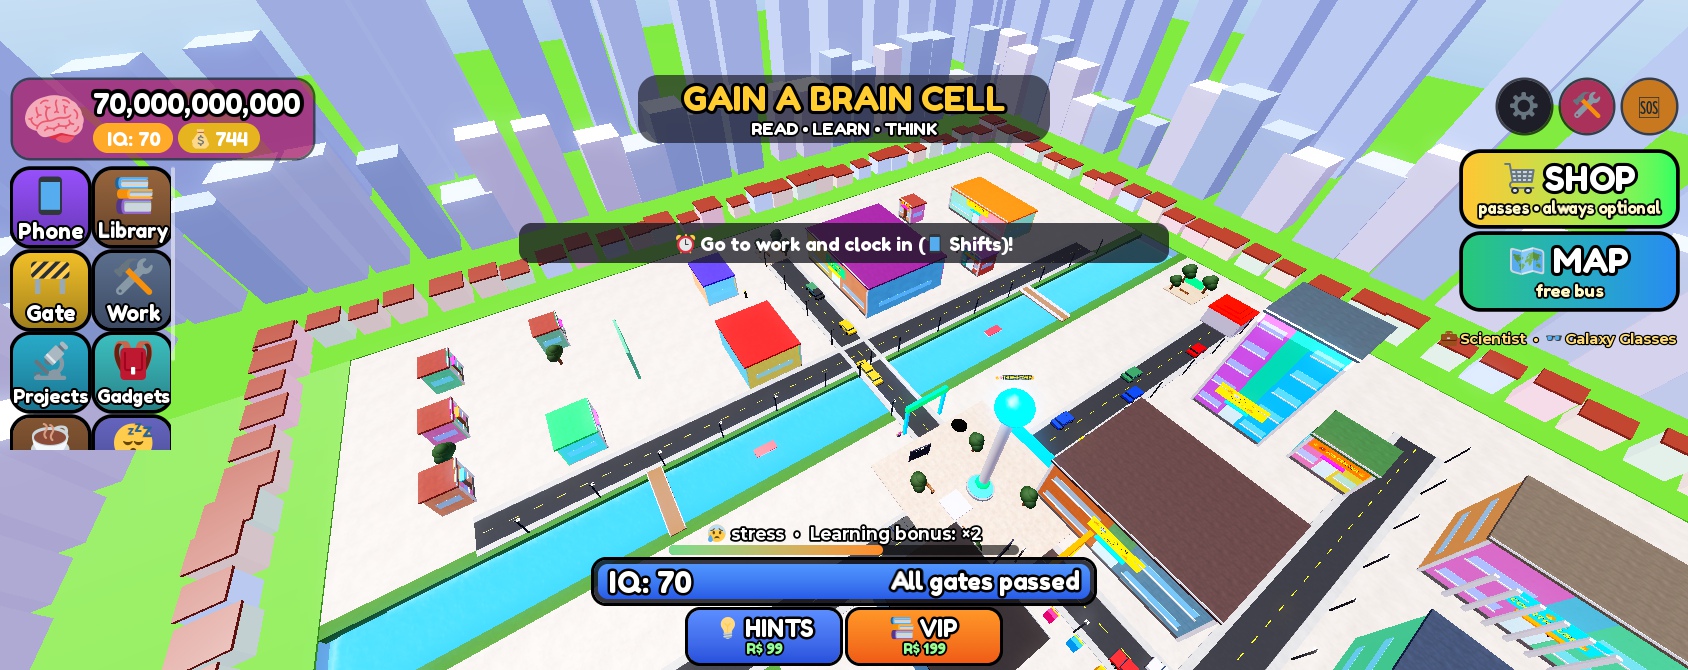 70,000,000,000
IQ: 70
744
Phone
Library
Gate
Work
Projects
Gadgets
GAIN A BRAIN CELL
READ • LEARN • THINK
Go to work and clock in ( Shifts)!
SOS
SHOP
passes • always optional
MAP
free bus
Scientist • Galaxy Glasses
stress • Learning bonus: ×2
IQ: 70
All gates passed
HINTS
R$ 99
VIP
R$ 199